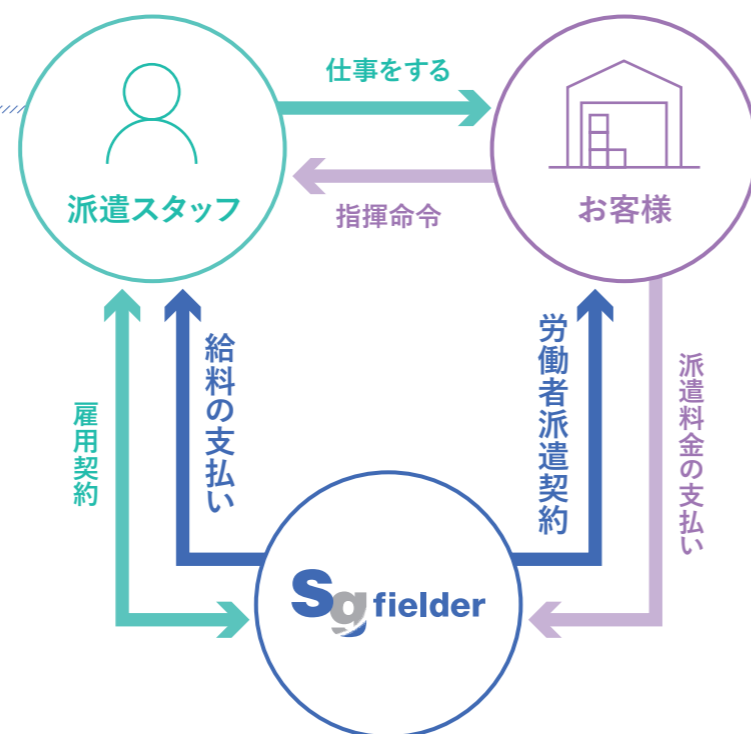 仕事をする
派遣スタッフ
お客様
指揮命令
雇用契約
給料の支払い
労働者派遣契約
派遣料金の支払い
Sg fielder